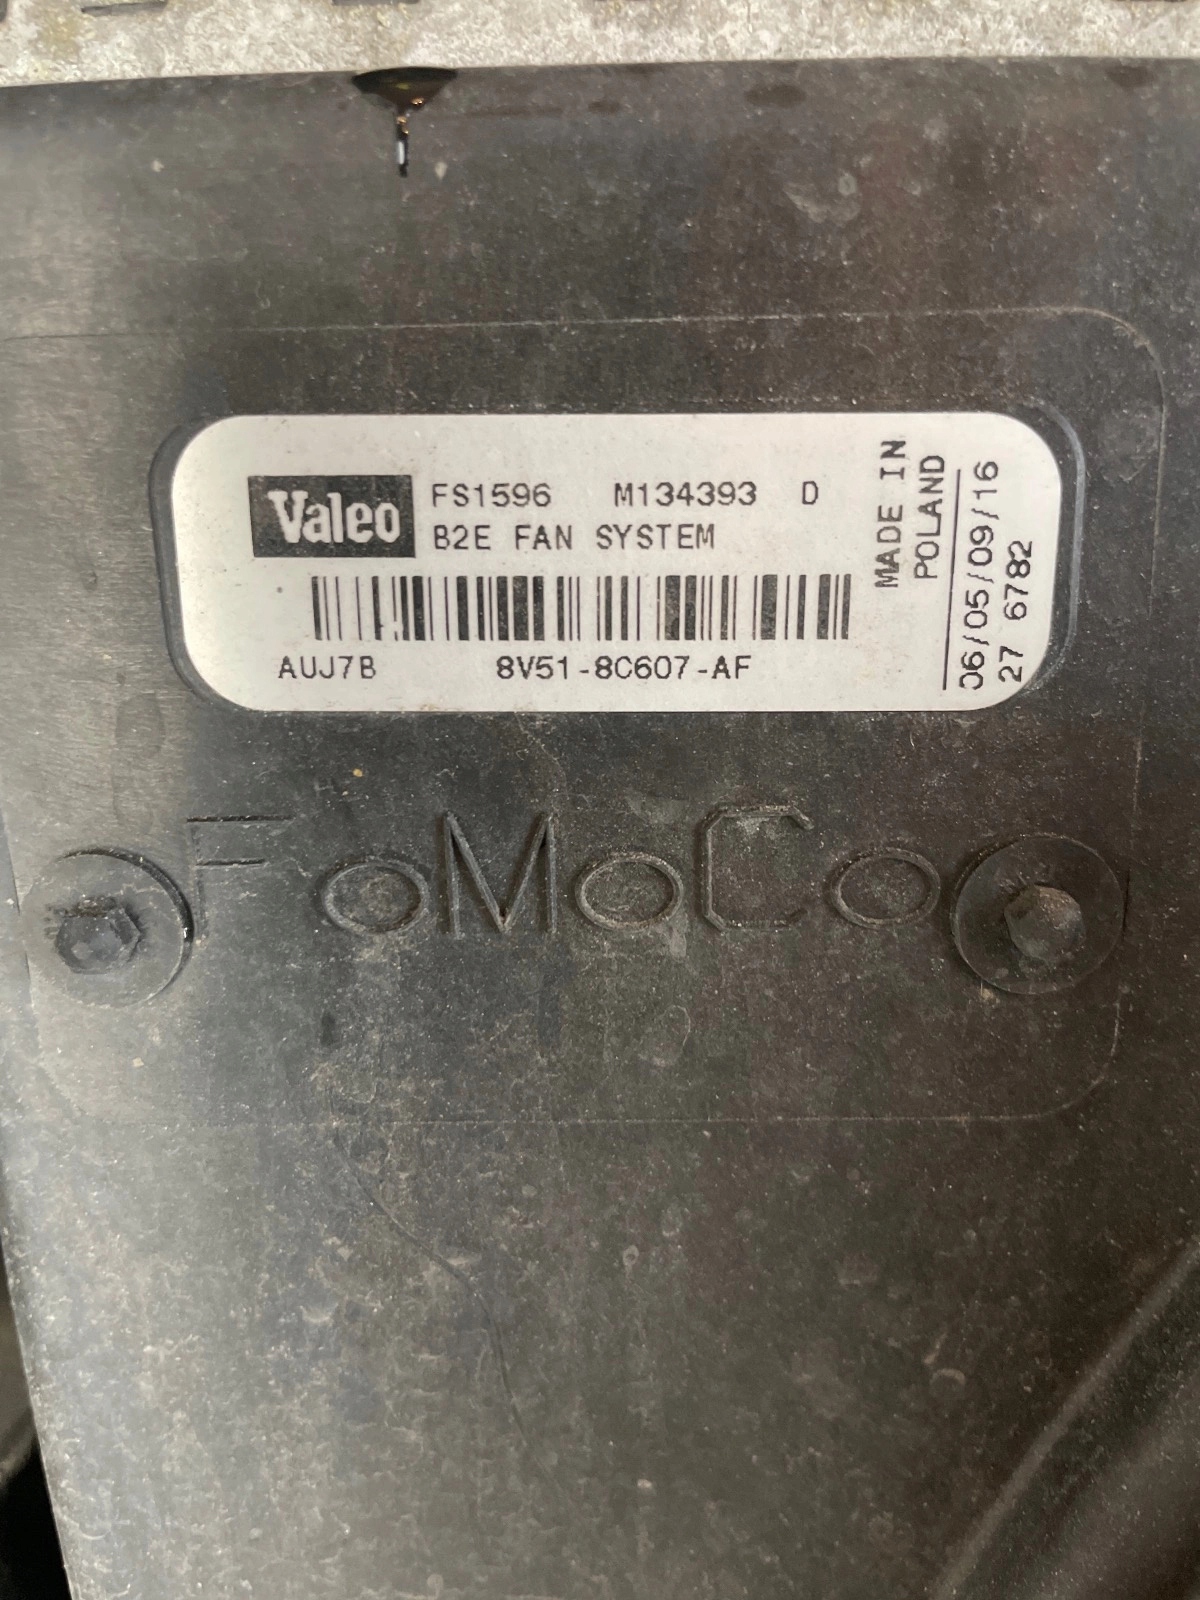 Valeo
FS1596 M134393 D
B2E FAN SYSTEM
AUJ7B 8V51-8C607-AF
MADE IN
POLAND
06/05/09/16
27 6782
FoMoCo